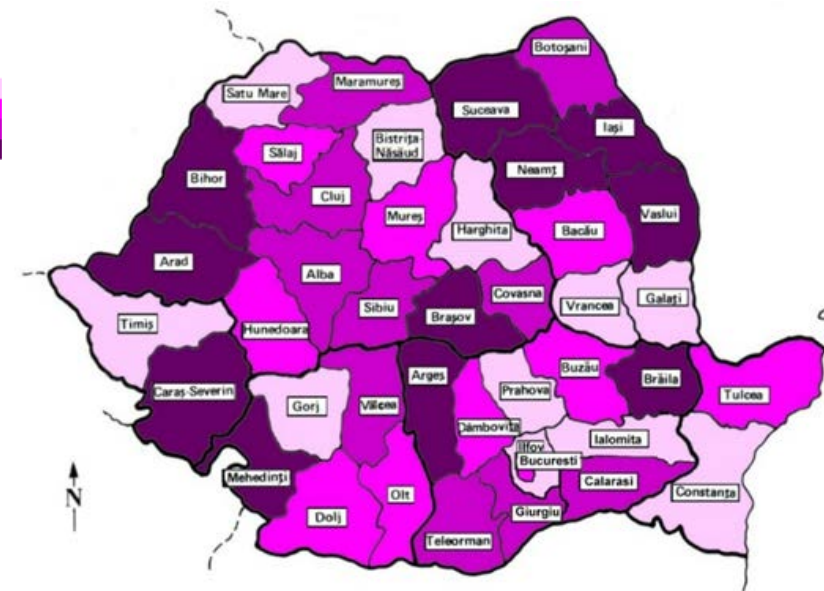 Botoșani
Maramureș
Satu Mare
Suceava
Iași
Bistrița-
Năsăud
Sălaj
Neamț
Bihor
Cluj
Vaslui
Mureș
Bacău
Harghita
Arad
Alba
Covasna
Sibiu
Galați
Vrancea
Brașov
Timiș
Hunedoara
Buzău
Argeș
Brăila
Prahova
Caraș-Severin
Tulcea
Gorj
Vâlcea
Dâmbovița
Ialomita
Ilfov
Bucuresti
Mehedinți
Calarasi
Olt
Constanța
N
Giurgiu
Dolj
Teleorman